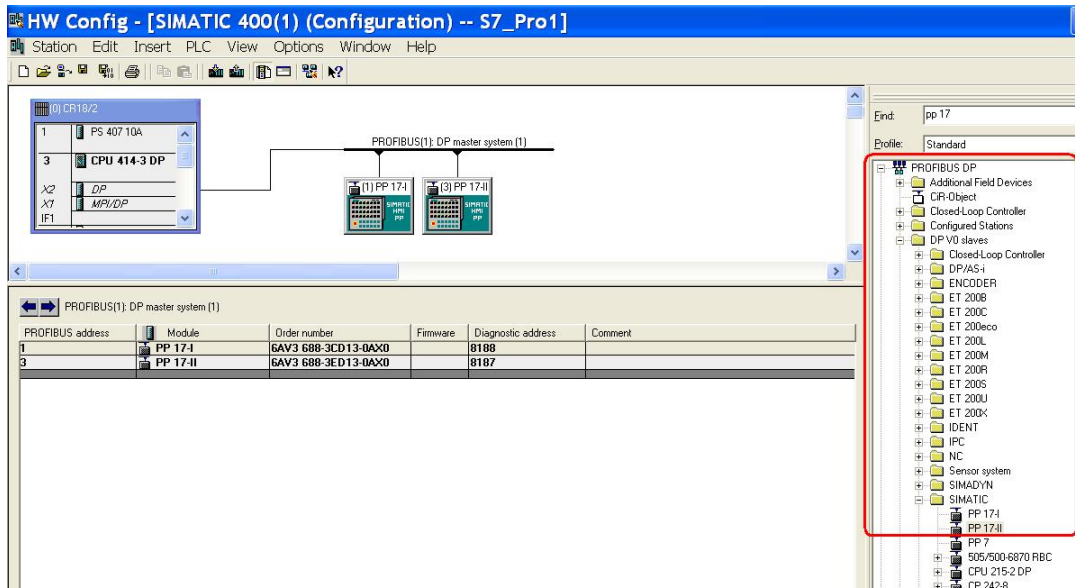 HW Config - [SIMATIC 400(1) (Configuration) -- S7_Pro1]
Station Edit Insert PLC View Options Window Help
(0) CR18/2
1 PS 407 10A
3 CPU 414-3 DP
X2 DP
X1 MPI/DP
IF1
PROFIBUS(1): DP master system (1)
(1) PP 17-I
(3) PP 17-II
SIMATIC
HMI
PP
SIMATIC
HMI
PP
PROFIBUS(1): DP master system (1)
PROFIBUS address Module Order number Firmware Diagnostic address Comment
1 PP 17-I 6AV3 688-3CD13-0AX0 8188
3 PP 17-II 6AV3 688-3ED13-0AX0 8187
Find: pp 17
Profile: Standard
PROFIBUS DP
Additional Field Devices
CiR-Object
Closed-Loop Controller
Configured Stations
DP V0 slaves
Closed-Loop Controller
DP/AS-i
ENCODER
ET 200B
ET 200C
ET 200eco
ET 200L
ET 200M
ET 200R
ET 200S
ET 200U
ET 200X
IDENT
IPC
NC
Sensor system
SIMADYN
SIMATIC
PP 17-I
PP 17-II
PP 7
505/500-6870 RBC
CPU 215-2 DP
CP 242-8